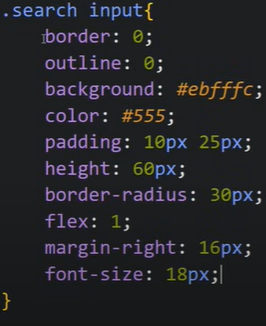 .search input{
border: 0;
outline: 0;
background: #ebfffc;
color: #555;
padding: 10px 25px;
height: 60px;
border-radius: 30px;
flex: 1;
margin-right: 16px;
font-size: 18px;
}